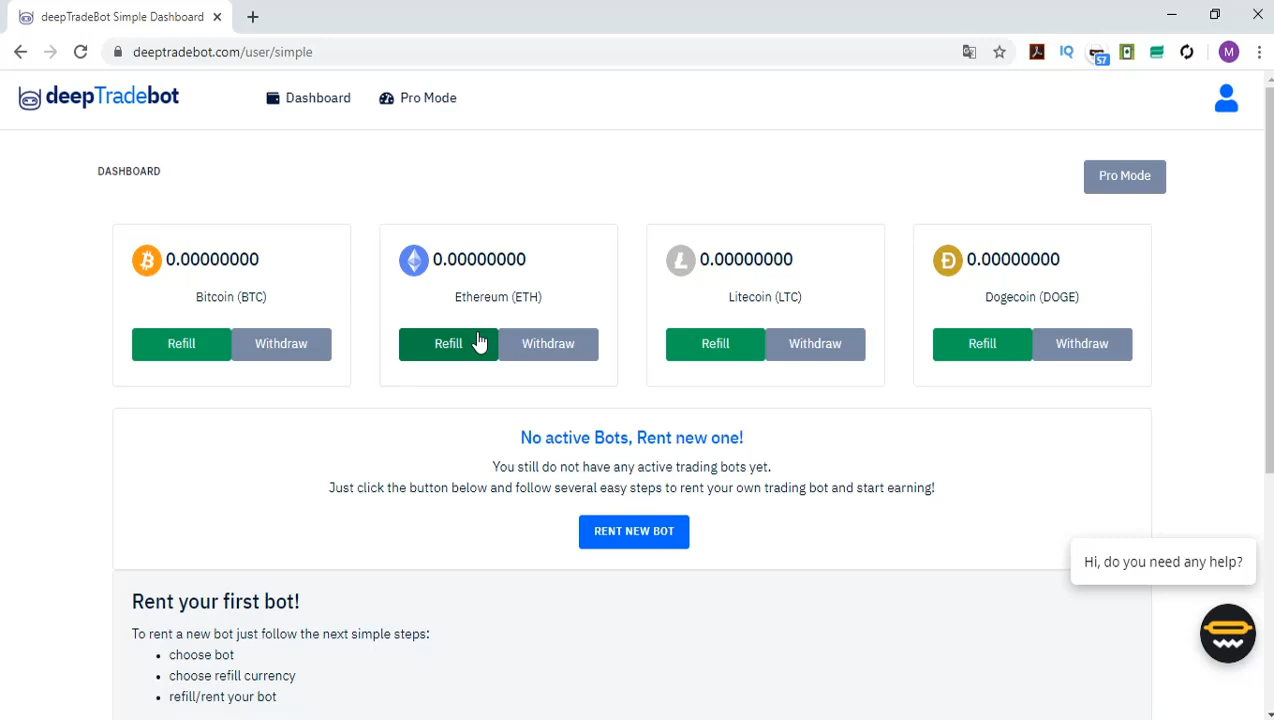 deepTradeBot Simple Dashboard
deeptradebot.com/user/simple
IQ
57
M
deepTradebot
Dashboard
Pro Mode
DASHBOARD
Pro Mode
0.00000000
Bitcoin (BTC)
Refill
Withdraw
0.00000000
Ethereum (ETH)
Refill
Withdraw
0.00000000
Litecoin (LTC)
Refill
Withdraw
0.00000000
Dogecoin (DOGE)
Refill
Withdraw
No active Bots, Rent new one!
You still do not have any active trading bots yet.
Just click the button below and follow several easy steps to rent your own trading bot and start earning!
RENT NEW BOT
Hi, do you need any help?
Rent your first bot!
To rent a new bot just follow the next simple steps:
• choose bot
• choose refill currency
• refill/rent your bot